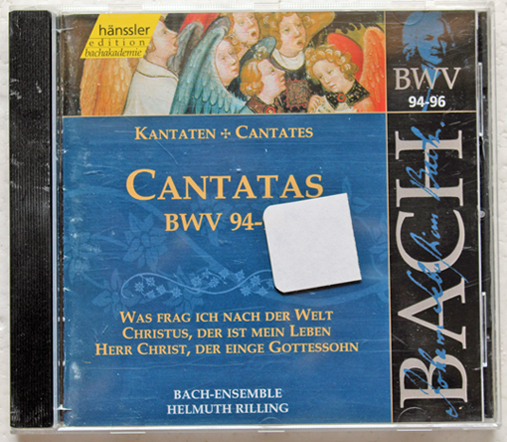 hänssler
edition
bachakademie
BWV
94-96
KANTATEN ✢ CANTATES
CANTATAS
BWV 94-
WAS FRAG ICH NACH DER WELT
CHRISTUS, DER IST MEIN LEBEN
HERR CHRIST, DER EINGE GOTTESSOHN
BACH-ENSEMBLE
HELMUTH RILLING
BACH